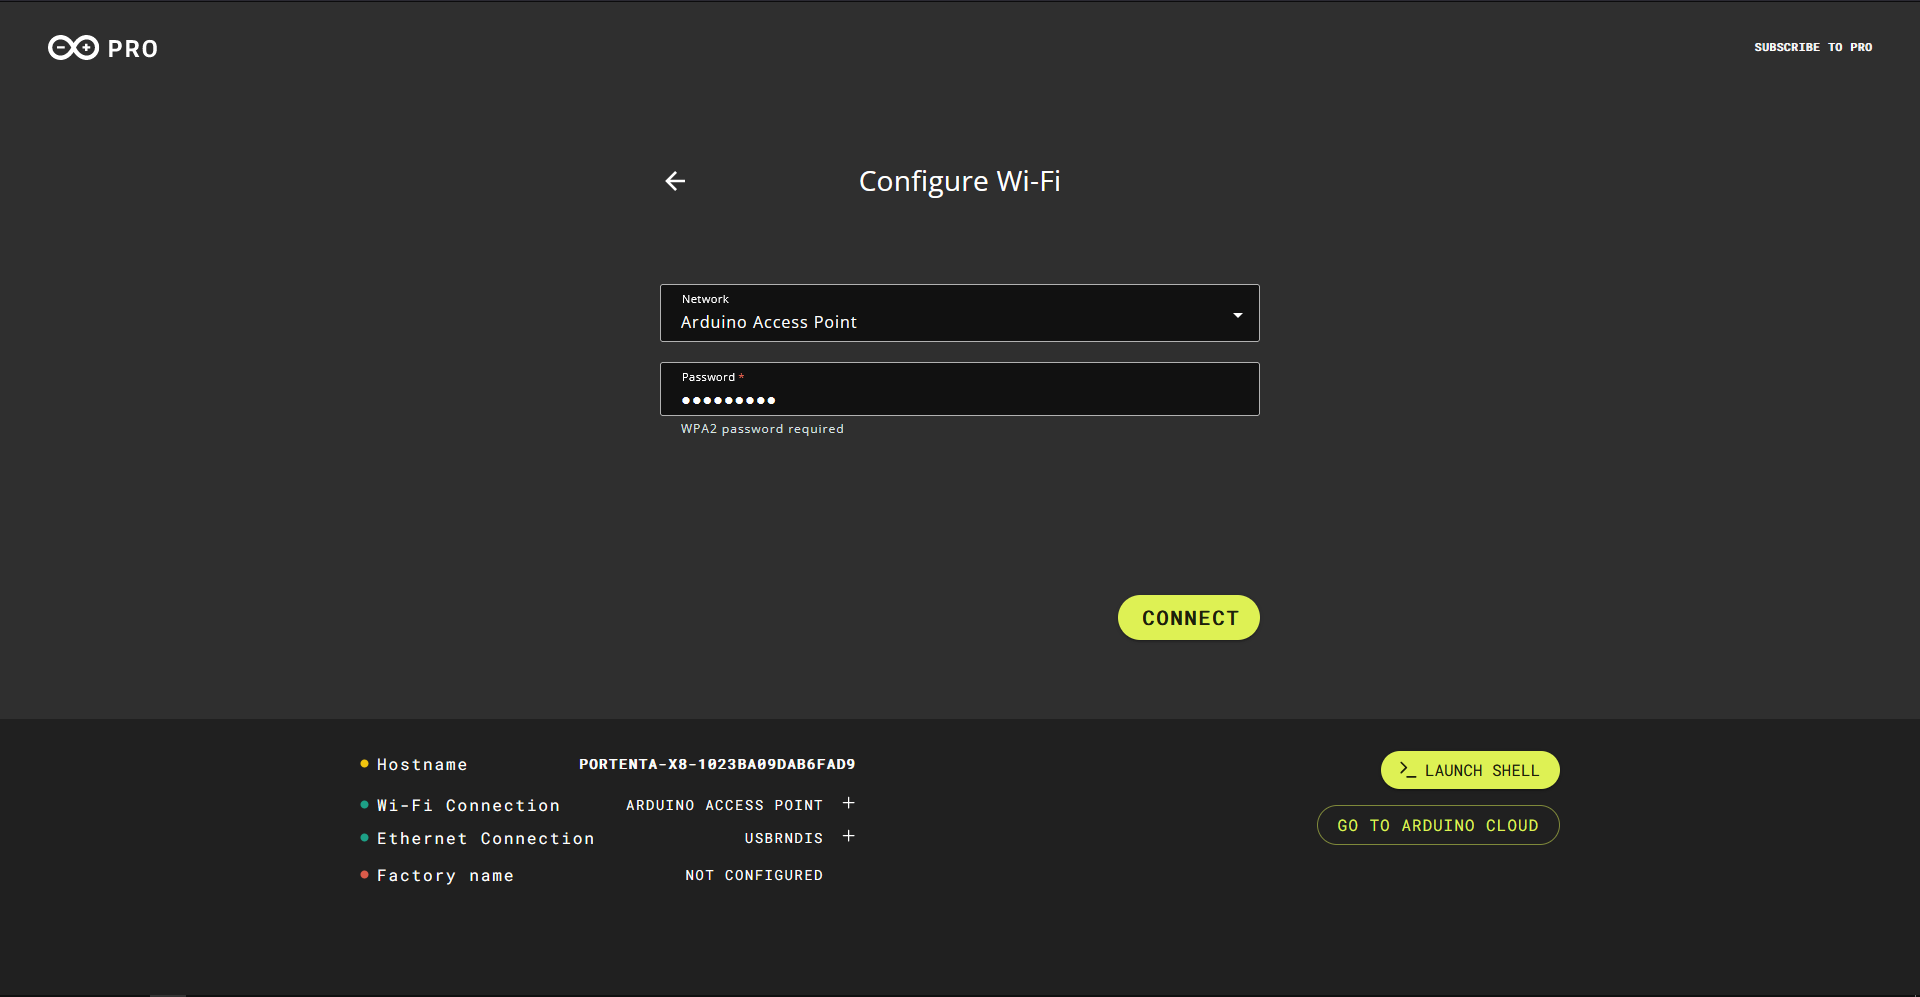 PRO
SUBSCRIBE TO PRO
Configure Wi-Fi
Network
Arduino Access Point
Password *
●●●●●●●●●
WPA2 password required
CONNECT
Hostname PORTENTA-X8-1023BA09DAB6FAD9
Wi-Fi Connection ARDUINO ACCESS POINT +
Ethernet Connection USBRNDIS +
Factory name NOT CONFIGURED
>_ LAUNCH SHELL
GO TO ARDUINO CLOUD